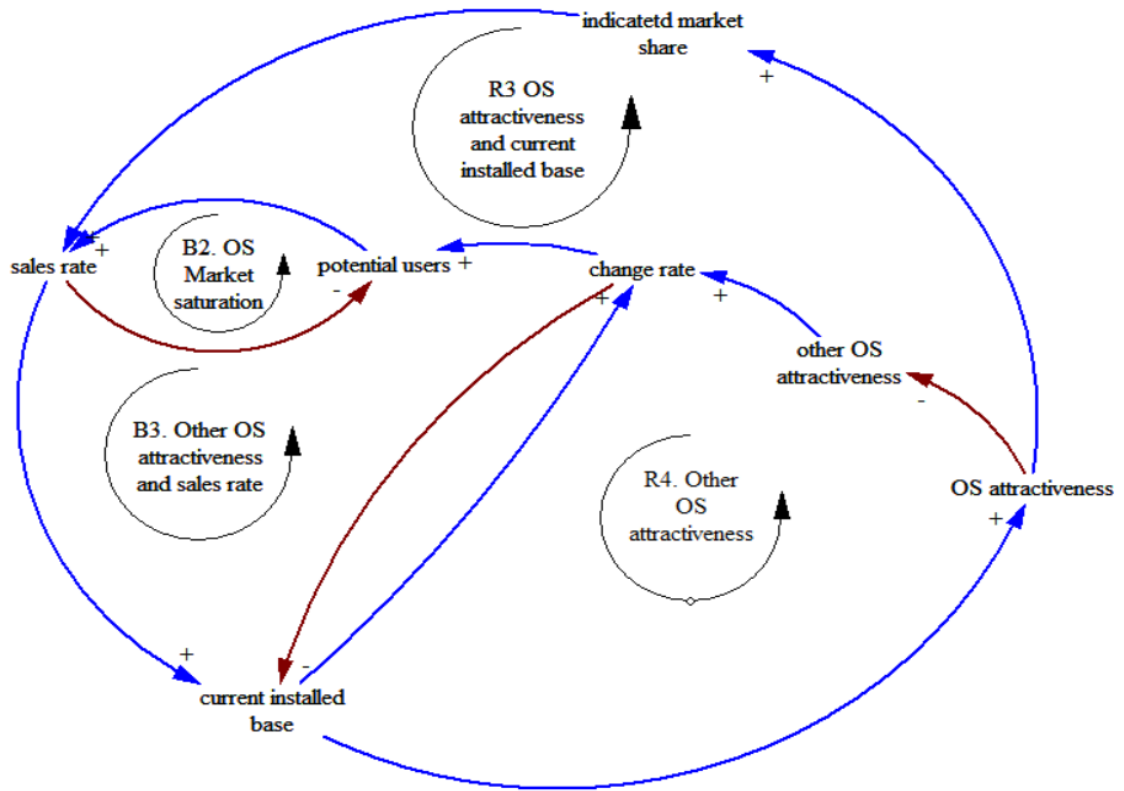 indicatetd market
share
+
R3 OS
attractiveness
and current
installed base
B2. OS
Market
saturation
+
+
sales rate
potential users
+
-
change rate
+
+
other OS
attractiveness
-
B3. Other OS
attractiveness
and sales rate
R4. Other
OS
attractiveness
OS attractiveness
+
+
-
current installed
base